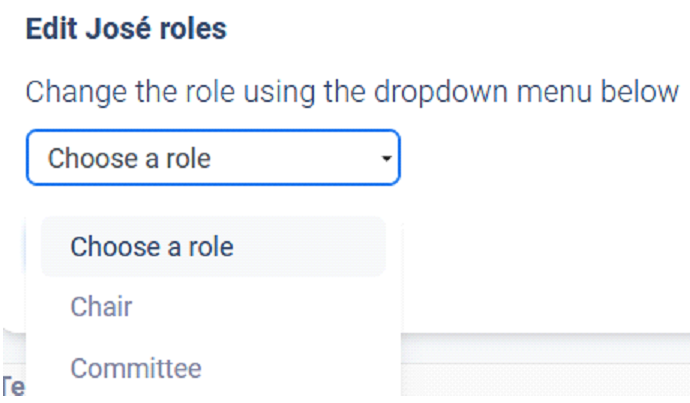 Edit José roles
Change the role using the dropdown menu below
Choose a role
Choose a role
Chair
Committee